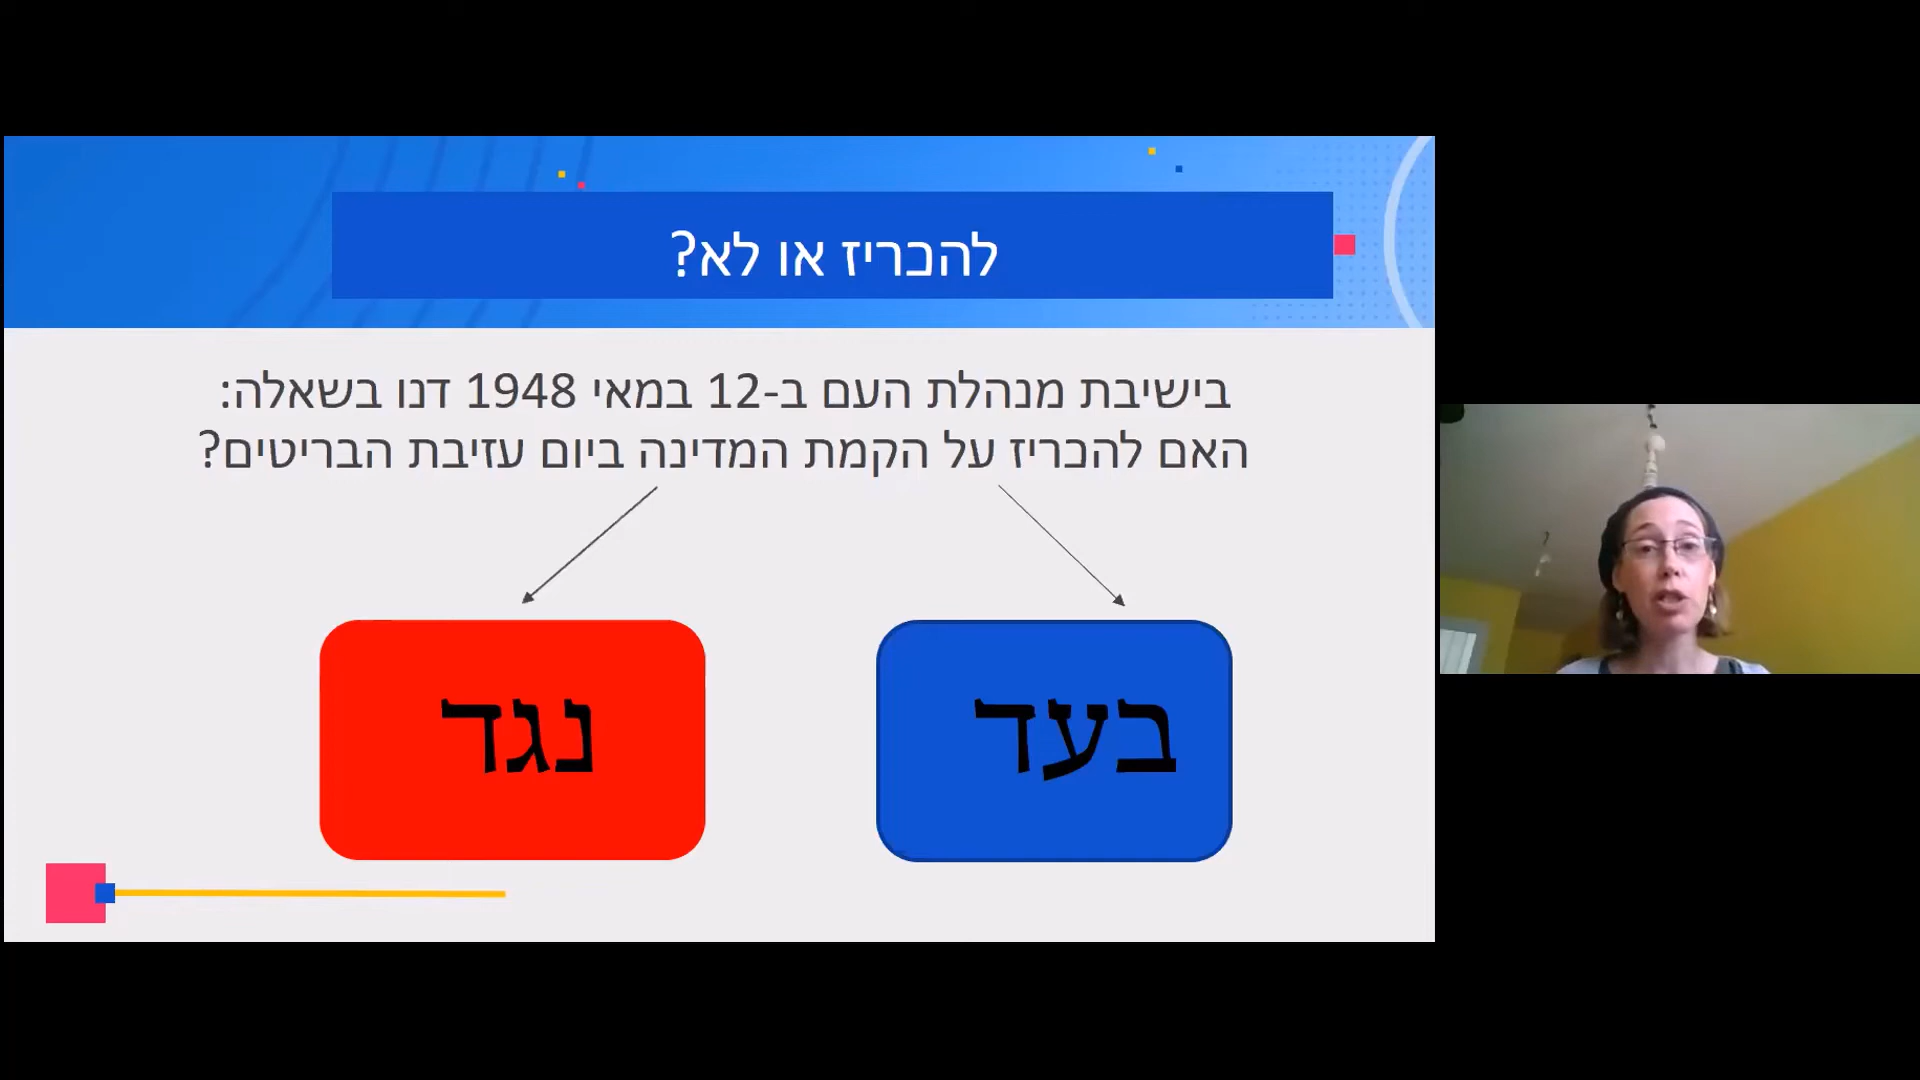 להכריז או לא?
בישיבת מנהלת העם ב-12 במאי 1948 דנו בשאלה:
האם להכריז על הקמת המדינה ביום עזיבת הבריטים?
בעד
נגד